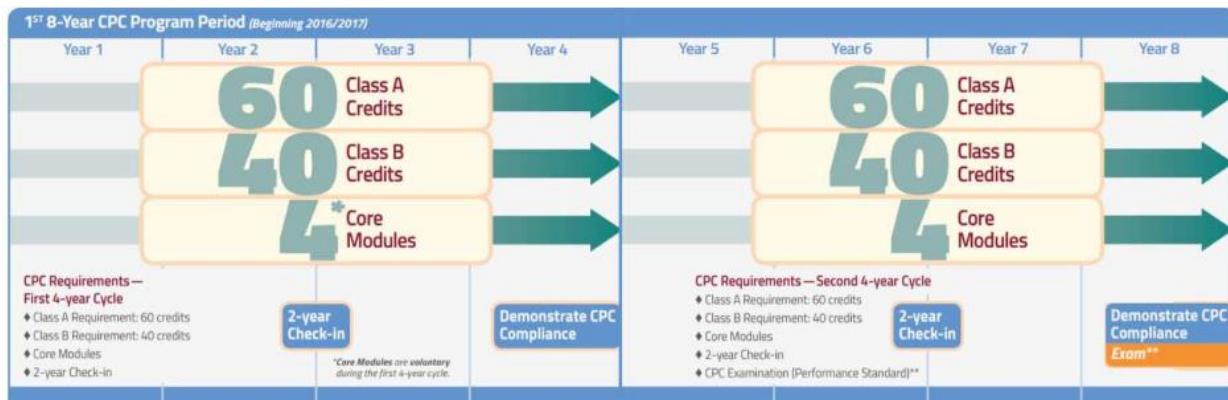 1ST 8-Year CPC Program Period (Beginning 2016/2017)
Year 1 Year 2 Year 3 Year 4 Year 5 Year 6 Year 7 Year 8
60 Class A
Credits
40 Class B
Credits
4* Core
Modules
CPC Requirements —
First 4-year Cycle
♦ Class A Requirement: 60 credits
♦ Class B Requirement: 40 credits
♦ Core Modules
♦ 2-year Check-in
2-year
Check-in
*Core Modules are voluntary
during the first 4-year cycle.
Demonstrate CPC
Compliance
60 Class A
Credits
40 Class B
Credits
4 Core
Modules
CPC Requirements — Second 4-year Cycle
♦ Class A Requirement: 60 credits
♦ Class B Requirement: 40 credits
♦ Core Modules
♦ 2-year Check-in
♦ CPC Examination (Performance Standard)**
2-year
Check-in
Demonstrate CPC
Compliance
Exam**